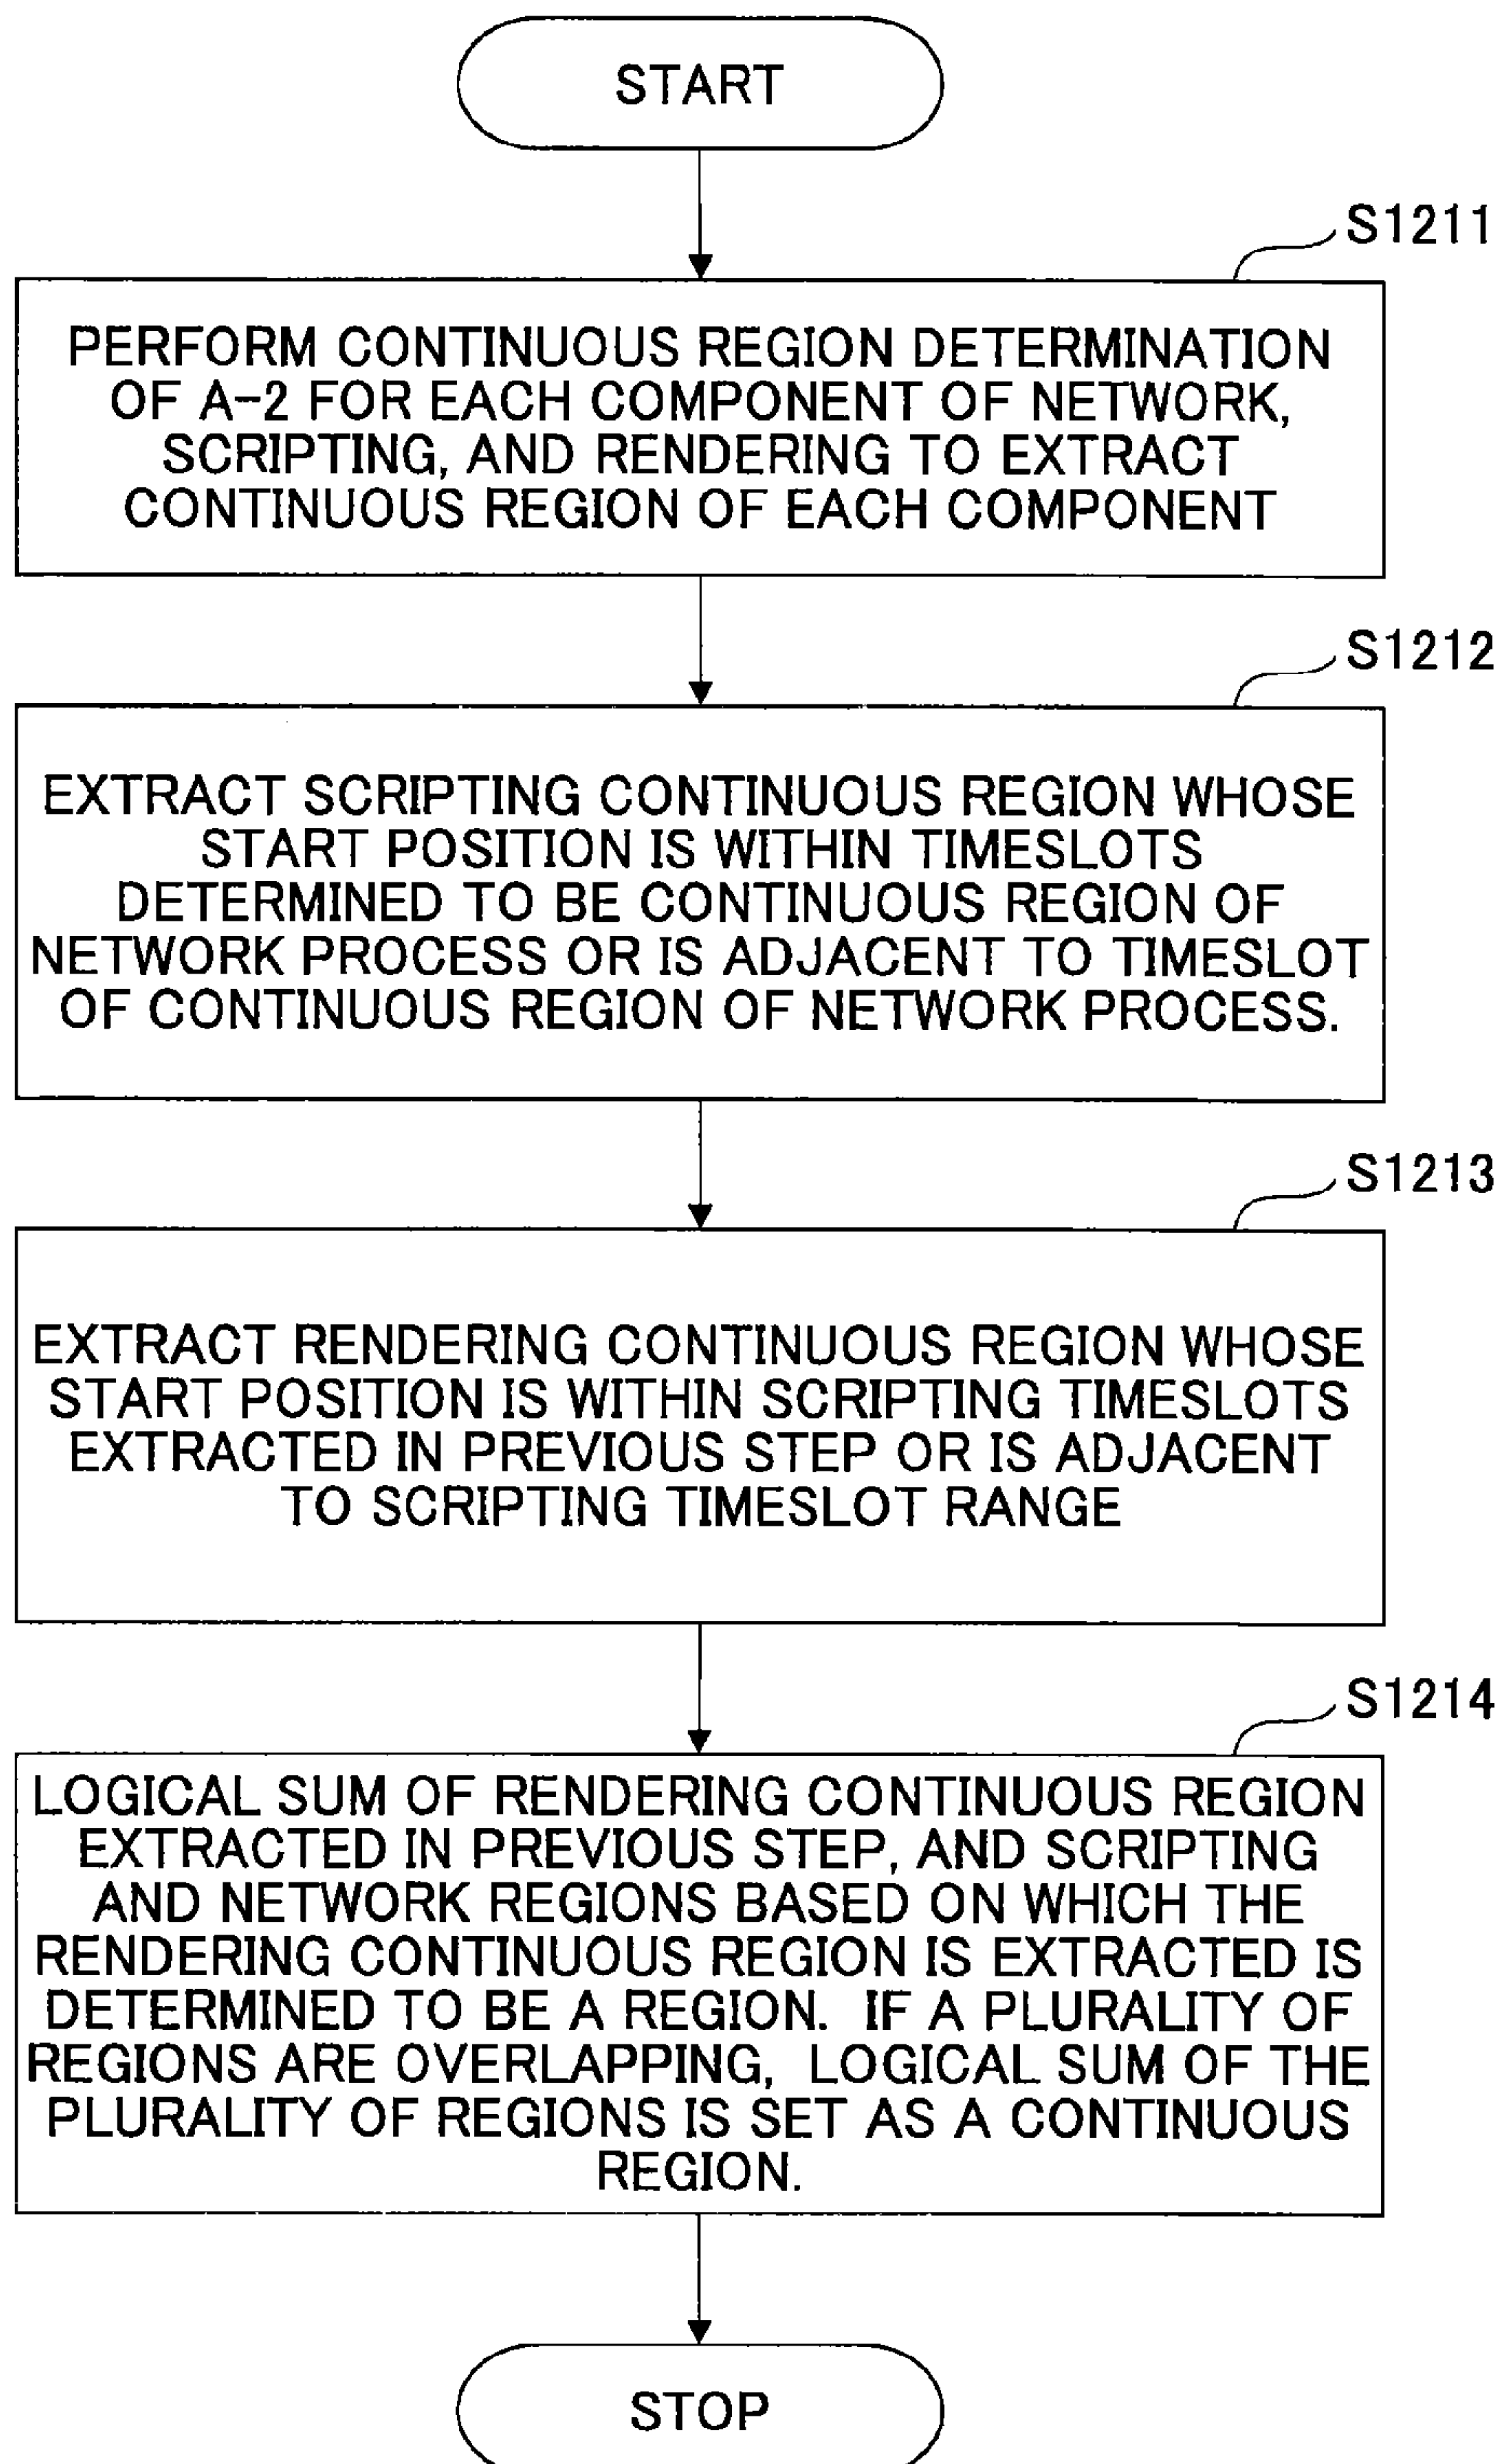 START
S1211
PERFORM CONTINUOUS REGION DETERMINATION
OF A-2 FOR EACH COMPONENT OF NETWORK,
SCRIPTING, AND RENDERING TO EXTRACT
CONTINUOUS REGION OF EACH COMPONENT
S1212
EXTRACT SCRIPTING CONTINUOUS REGION WHOSE
START POSITION IS WITHIN TIMESLOTS
DETERMINED TO BE CONTINUOUS REGION OF
NETWORK PROCESS OR IS ADJACENT TO TIMESLOT
OF CONTINUOUS REGION OF NETWORK PROCESS.
S1213
EXTRACT RENDERING CONTINUOUS REGION WHOSE
START POSITION IS WITHIN SCRIPTING TIMESLOTS
EXTRACTED IN PREVIOUS STEP OR IS ADJACENT
TO SCRIPTING TIMESLOT RANGE
S1214
LOGICAL SUM OF RENDERING CONTINUOUS REGION
EXTRACTED IN PREVIOUS STEP, AND SCRIPTING
AND NETWORK REGIONS BASED ON WHICH THE
RENDERING CONTINUOUS REGION IS EXTRACTED IS
DETERMINED TO BE A REGION. IF A PLURALITY OF
REGIONS ARE OVERLAPPING, LOGICAL SUM OF THE
PLURALITY OF REGIONS IS SET AS A CONTINUOUS
REGION.
STOP